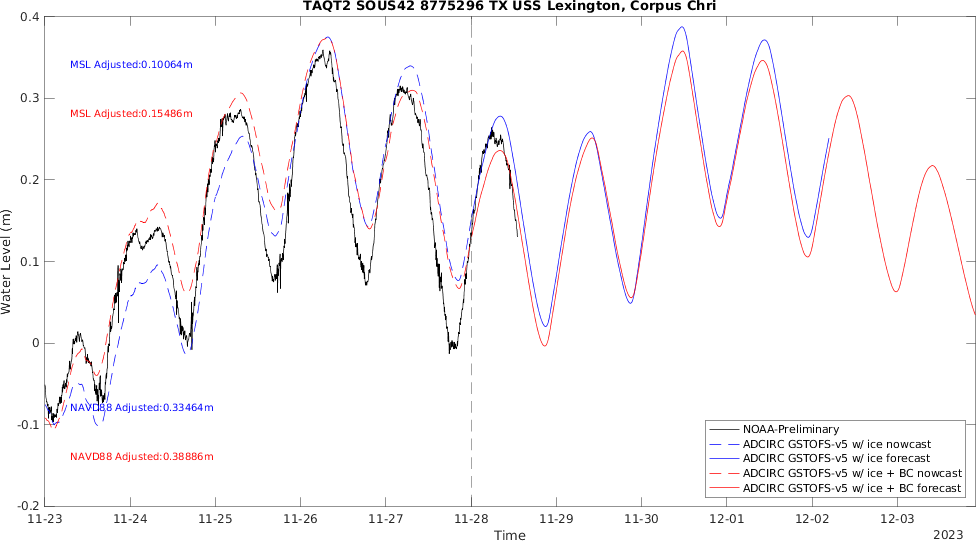 TAQT2 SOUS42 8775296 TX USS Lexington, Corpus Chri
0.4
0.3
0.2
0.1
0
-0.1
-0.2
Water Level (m)
MSL Adjusted:0.10064m
MSL Adjusted:0.15486m
NAVD88 Adjusted:0.33464m
NAVD88 Adjusted:0.38886m
NOAA-Preliminary
ADCIRC GSTOFS-v5 w/ ice nowcast
ADCIRC GSTOFS-v5 w/ ice forecast
ADCIRC GSTOFS-v5 w/ ice + BC nowcast
ADCIRC GSTOFS-v5 w/ ice + BC forecast
11-23 11-24 11-25 11-26 11-27 11-28 11-29 11-30 12-01 12-02 12-03
Time
2023